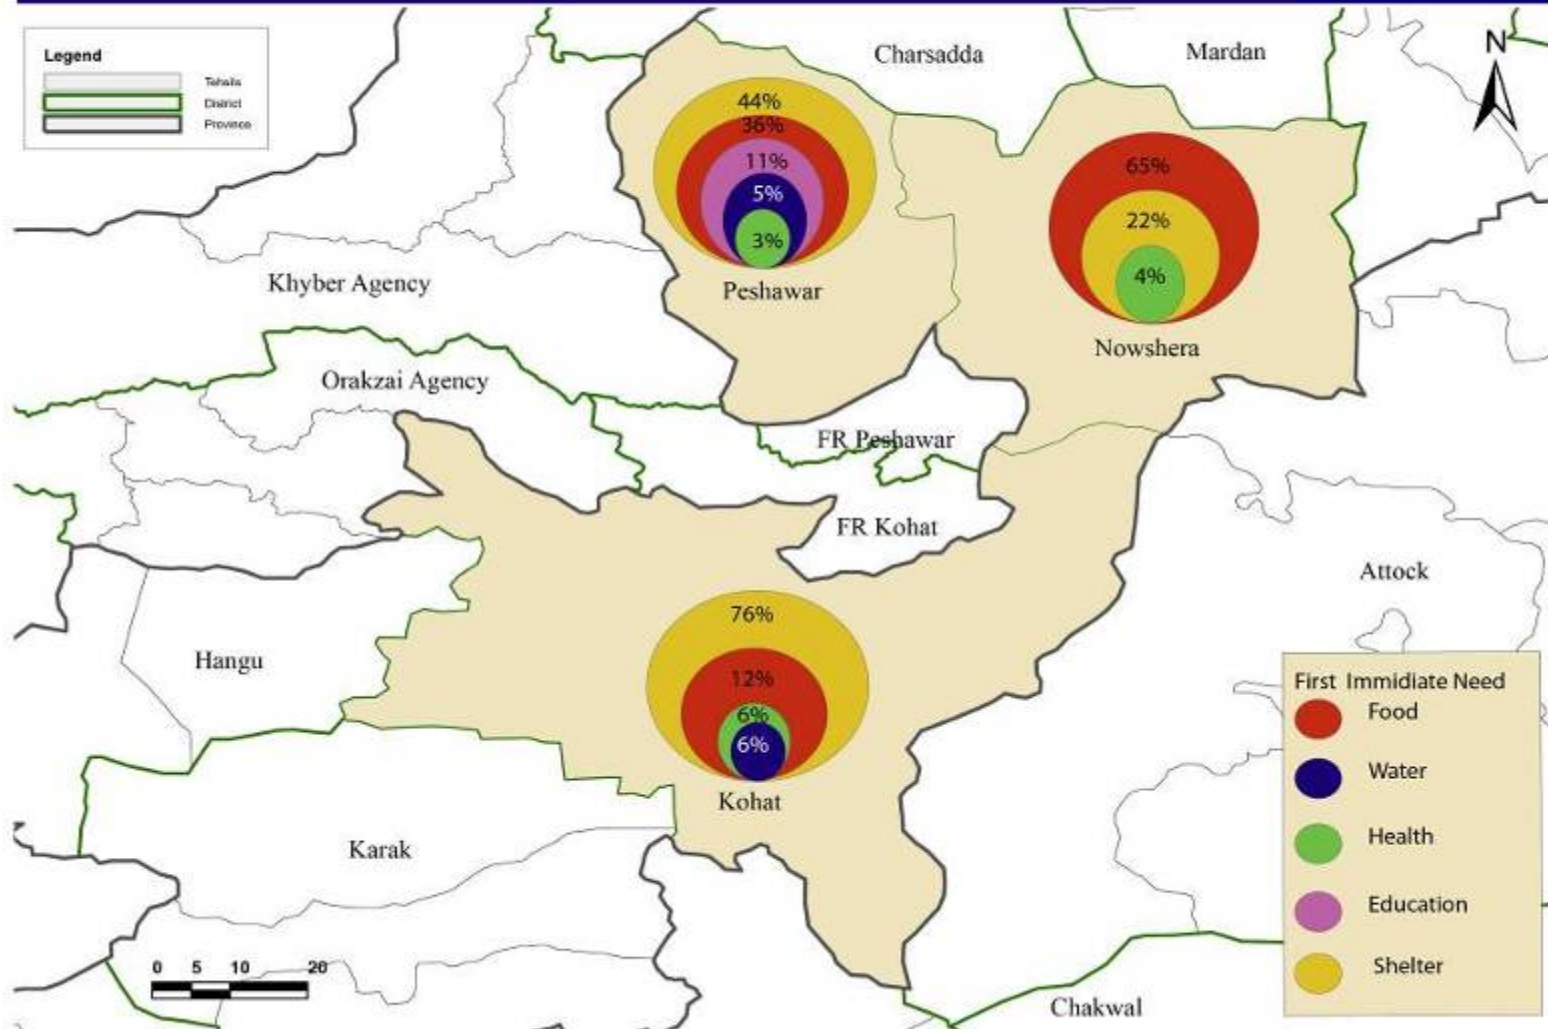 Legend
Tehsils
District
Province
Charsadda
Mardan
N
44%
36%
11%
5%
3%
Peshawar
65%
22%
4%
Nowshera
Khyber Agency
Orakzai Agency
FR Peshawar
FR Kohat
Attock
Hangu
76%
12%
6%
6%
Kohat
Karak
First Immidiate Need
Food
Water
Health
Education
Shelter
0 5 10 20
Chakwal